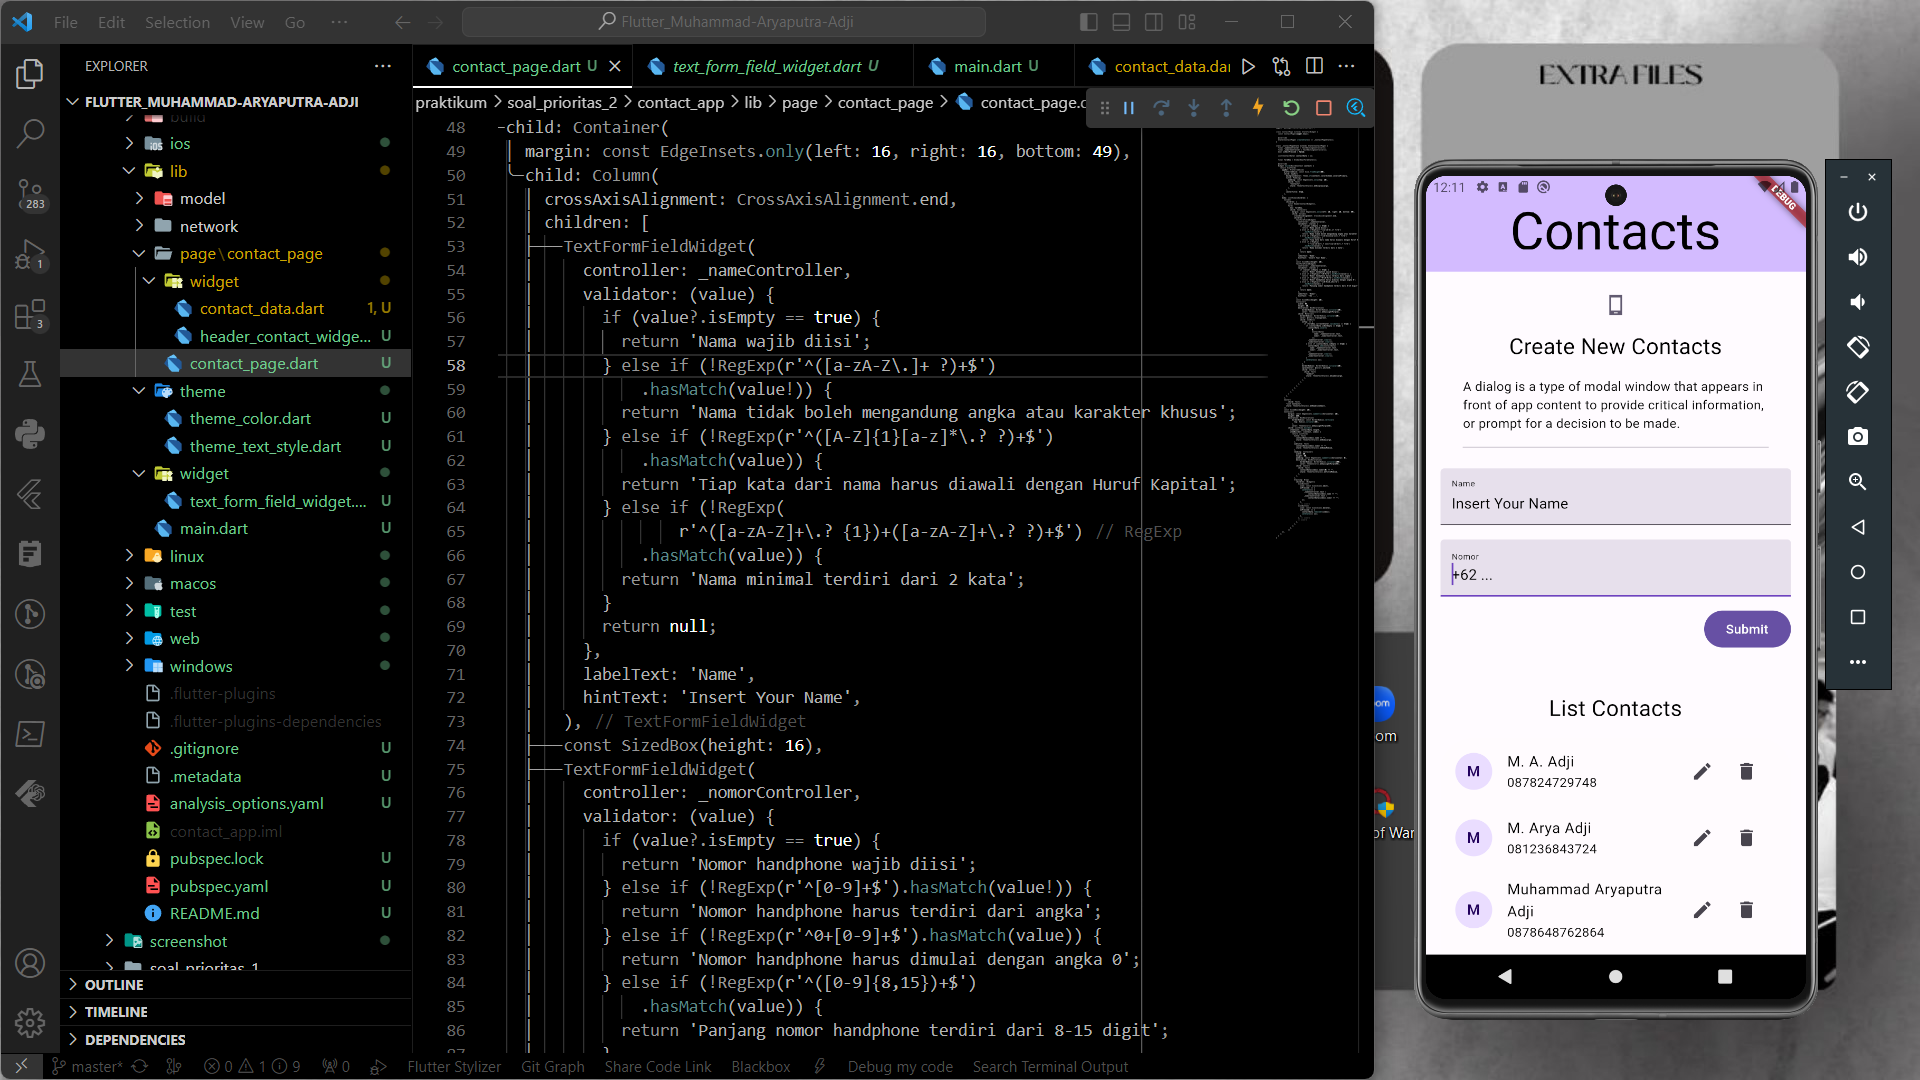 File Edit Selection View Go ···
Flutter_Muhammad-Aryaputra-Adji
EXPLORER
FLUTTER_MUHAMMAD-ARYAPUTRA-ADJI
build
ios
lib
model
network
page\contact_page
widget
contact_data.dart 1, U
header_contact_widge... U
contact_page.dart U
theme
theme_color.dart U
theme_text_style.dart U
widget
text_form_field_widget.... U
main.dart U
linux
macos
test
web
windows
.flutter-plugins
.flutter-plugins-dependencies
.gitignore U
.metadata U
analysis_options.yaml U
contact_app.iml
pubspec.lock U
pubspec.yaml U
README.md U
screenshot
soal_prioritas_1
OUTLINE
TIMELINE
DEPENDENCIES
283
1
3
contact_page.dart U
text_form_field_widget.dart U
main.dart U
contact_data.dar
praktikum > soal_prioritas_2 > contact_app > lib > page > contact_page > contact_page.d
48 child: Container(
49 margin: const EdgeInsets.only(left: 16, right: 16, bottom: 49),
50 child: Column(
51 crossAxisAlignment: CrossAxisAlignment.end,
52 children: [
53 TextFormFieldWidget(
54 controller: _nameController,
55 validator: (value) {
56 if (value?.isEmpty == true) {
57 return 'Nama wajib diisi';
58 } else if (!RegExp(r'^([a-zA-Z\.]+ ?)+$')
59 .hasMatch(value!)) {
60 return 'Nama tidak boleh mengandung angka atau karakter khusus';
61 } else if (!RegExp(r'^([A-Z]{1}[a-z]*\.? ?)+$')
62 .hasMatch(value)) {
63 return 'Tiap kata dari nama harus diawali dengan Huruf Kapital';
64 } else if (!RegExp(
65 r'^([a-zA-Z]+\.? {1})+([a-zA-Z]+\.? ?)+$') // RegExp
66 .hasMatch(value)) {
67 return 'Nama minimal terdiri dari 2 kata';
68 }
69 return null;
70 },
71 labelText: 'Name',
72 hintText: 'Insert Your Name',
73 ), // TextFormFieldWidget
74 const SizedBox(height: 16),
75 TextFormFieldWidget(
76 controller: _nomorController,
77 validator: (value) {
78 if (value?.isEmpty == true) {
79 return 'Nomor handphone wajib diisi';
80 } else if (!RegExp(r'^[0-9]+$').hasMatch(value!)) {
81 return 'Nomor handphone harus terdiri dari angka';
82 } else if (!RegExp(r'^0+[0-9]+$').hasMatch(value)) {
83 return 'Nomor handphone harus dimulai dengan angka 0';
84 } else if (!RegExp(r'^([0-9]{8,15})+$')
85 .hasMatch(value)) {
86 return 'Panjang nomor handphone terdiri dari 8-15 digit';
87 }
master* 0 1 9 0 Flutter Stylizer Git Graph Share Code Link Blackbox Debug my code Search Terminal Output
EXTRA FILES
om
of War
12:11
DEBUG
Contacts
Create New Contacts
A dialog is a type of modal window that appears in
front of app content to provide critical information,
or prompt for a decision to be made.
Name
Insert Your Name
Nomor
+62 ...
Submit
List Contacts
M
M. A. Adji
087824729748
M
M. Arya Adji
081236843724
M
Muhammad Aryaputra
Adji
0878648762864